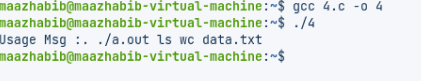 maazhabib@maazhabib-virtual-machine:~$ gcc 4.c -o 4
maazhabib@maazhabib-virtual-machine:~$ ./4
Usage Msg :. ./a.out ls wc data.txt
maazhabib@maazhabib-virtual-machine:~$